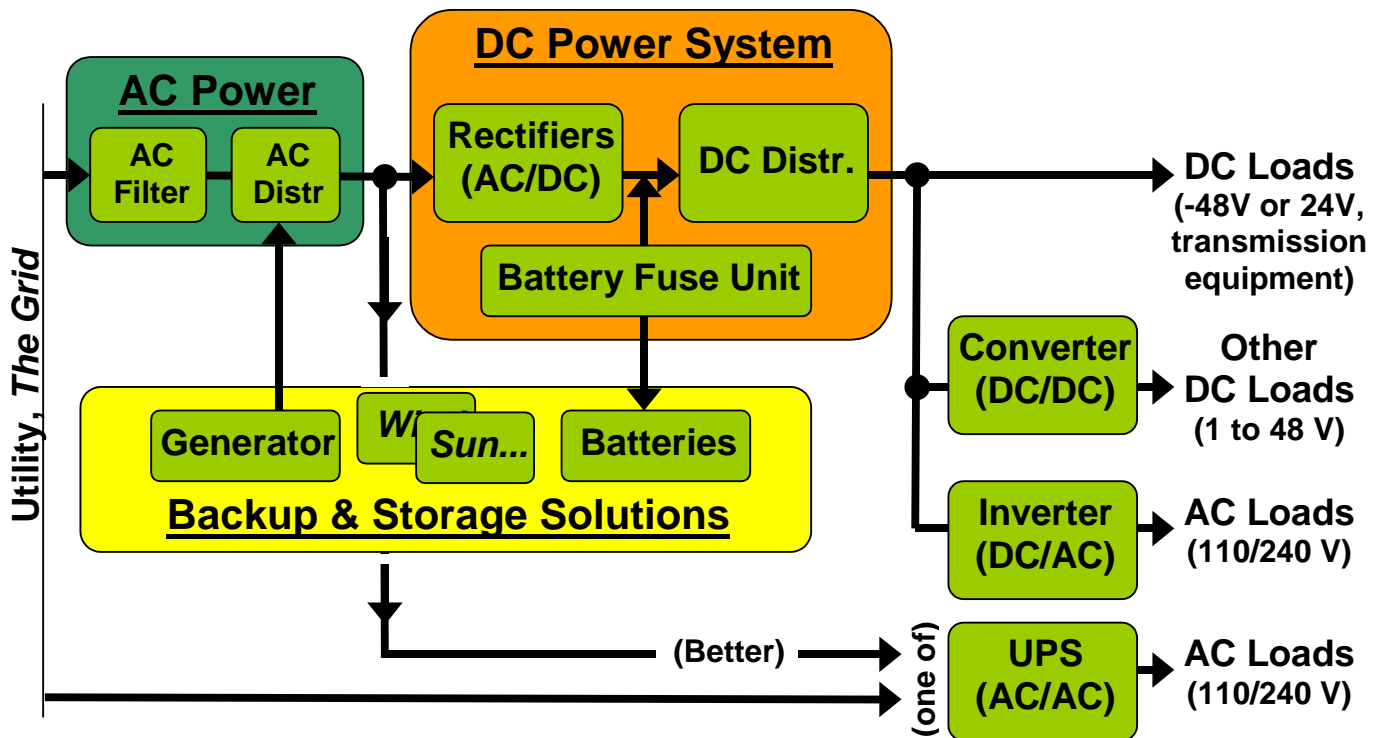 DC Power System
AC Power
AC
Filter
AC
Distr
Rectifiers
(AC/DC)
DC Distr.
Battery Fuse Unit
DC Loads
(-48V or 24V,
transmission
equipment)
Utility, The Grid
Converter
(DC/DC)
Other
DC Loads
(1 to 48 V)
Generator
Sun...
Batteries
Backup & Storage Solutions
Inverter
(DC/AC)
AC Loads
(110/240 V)
(Better)
(one of)
UPS
(AC/AC)
AC Loads
(110/240 V)